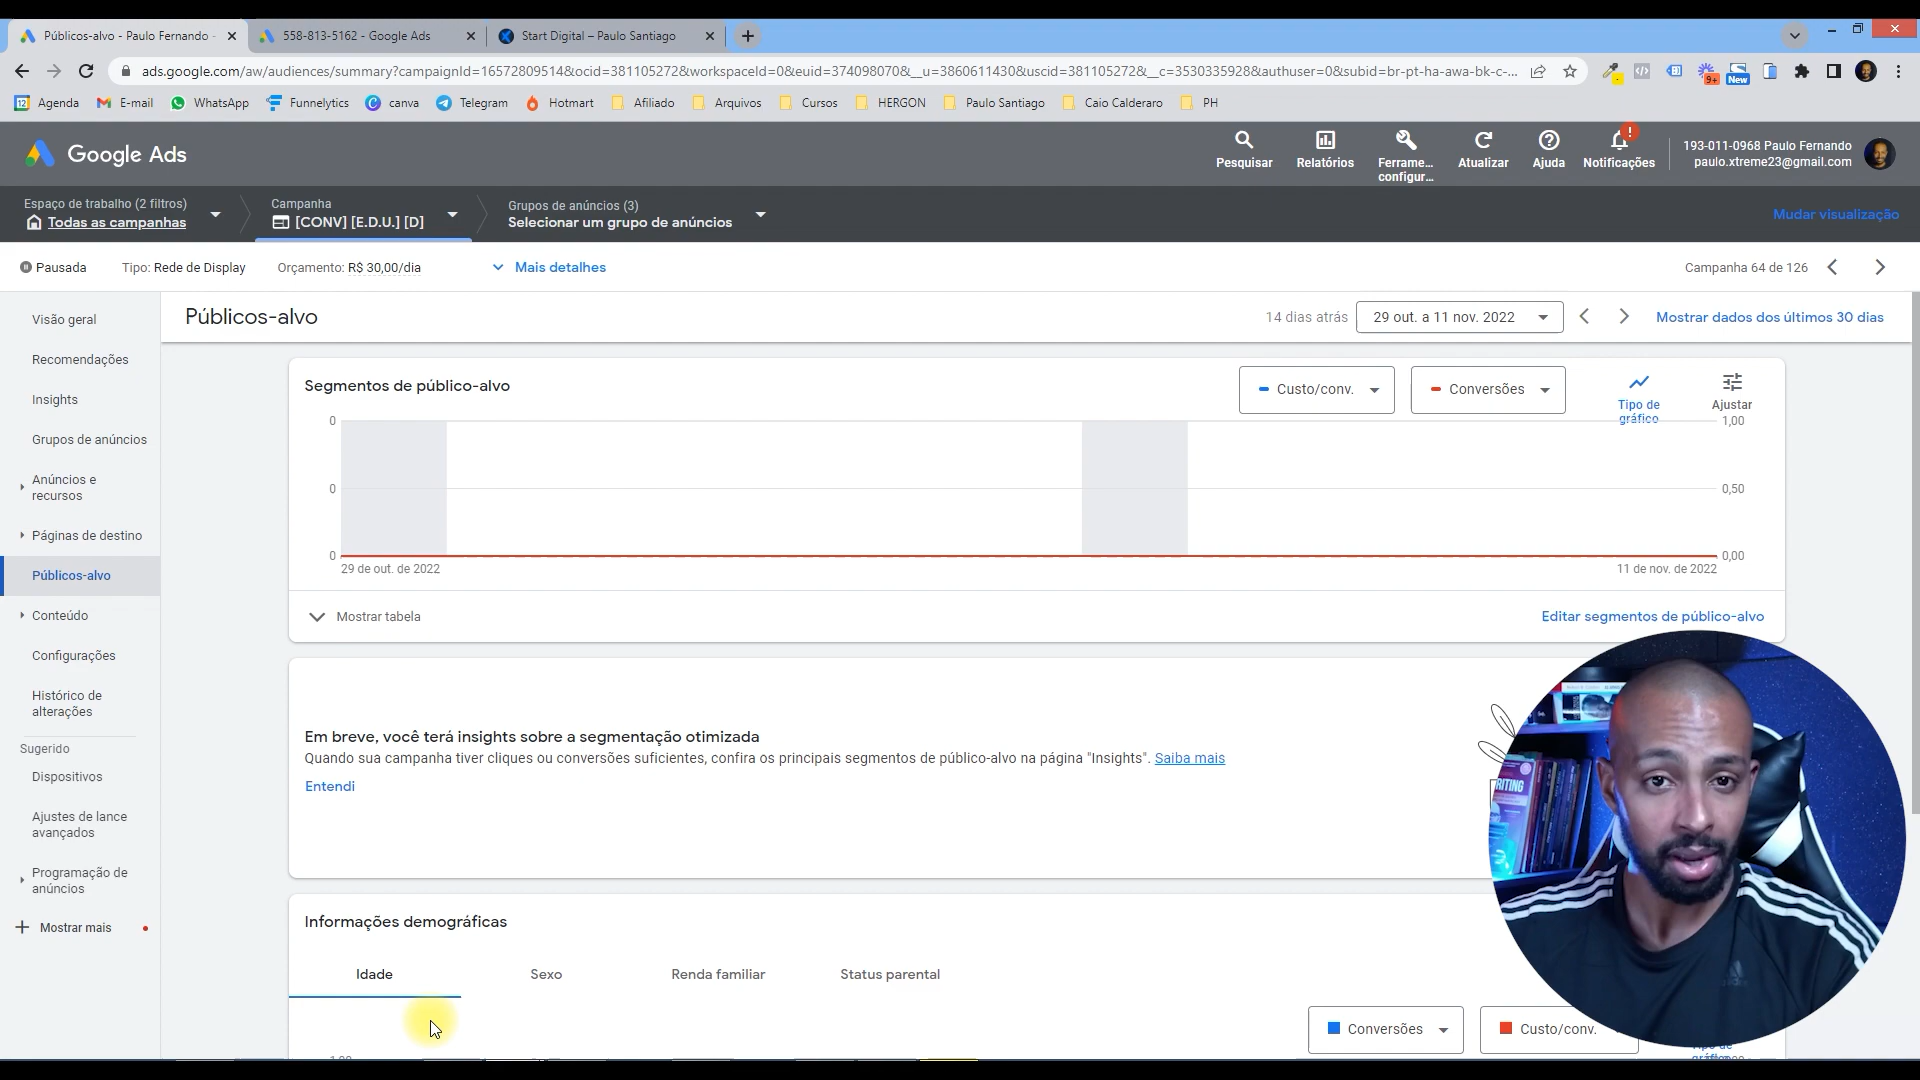 Públicos-alvo - Paulo Fernando -
558-813-5162 - Google Ads
Start Digital – Paulo Santiago
ads.google.com/aw/audiences/summary?campaignId=16572809514&ocid=381105272&workspaceId=0&euid=374098070&__u=3860611430&uscid=381105272&__c=3530335928&authuser=0&subid=br-pt-ha-awa-bk-c-...
9+
New
12 Agenda
E-mail
WhatsApp
Funnelytics
canva
Telegram
Hotmart
Afiliado
Arquivos
Cursos
HERGON
Paulo Santiago
Caio Calderaro
PH
Google Ads
Pesquisar
Relatórios
Ferrame...
configur...
Atualizar
Ajuda
!
Notificações
193-011-0968 Paulo Fernando
paulo.xtreme23@gmail.com
Espaço de trabalho (2 filtros)
Todas as campanhas
Campanha
[CONV] [E.D.U.] [D]
Grupos de anúncios (3)
Selecionar um grupo de anúncios
Mudar visualização
Pausada
Tipo: Rede de Display
Orçamento: R$ 30,00/dia
Mais detalhes
Campanha 64 de 126
Visão geral
Recomendações
Insights
Grupos de anúncios
Anúncios e
recursos
Páginas de destino
Públicos-alvo
Conteúdo
Configurações
Histórico de
alterações
Sugerido
Dispositivos
Ajustes de lance
avançados
Programação de
anúncios
Mostrar mais
Públicos-alvo
14 dias atrás
29 out. a 11 nov. 2022
Mostrar dados dos últimos 30 dias
Segmentos de público-alvo
Custo/conv.
Conversões
Tipo de
gráfico
Ajustar
0
1,00
0
0,50
0
0,00
29 de out. de 2022
11 de nov. de 2022
Mostrar tabela
Editar segmentos de público-alvo
Em breve, você terá insights sobre a segmentação otimizada
Quando sua campanha tiver cliques ou conversões suficientes, confira os principais segmentos de público-alvo na página "Insights". Saiba mais
Entendi
RITING
Informações demográficas
Idade
Sexo
Renda familiar
Status parental
Conversões
Custo/conv.